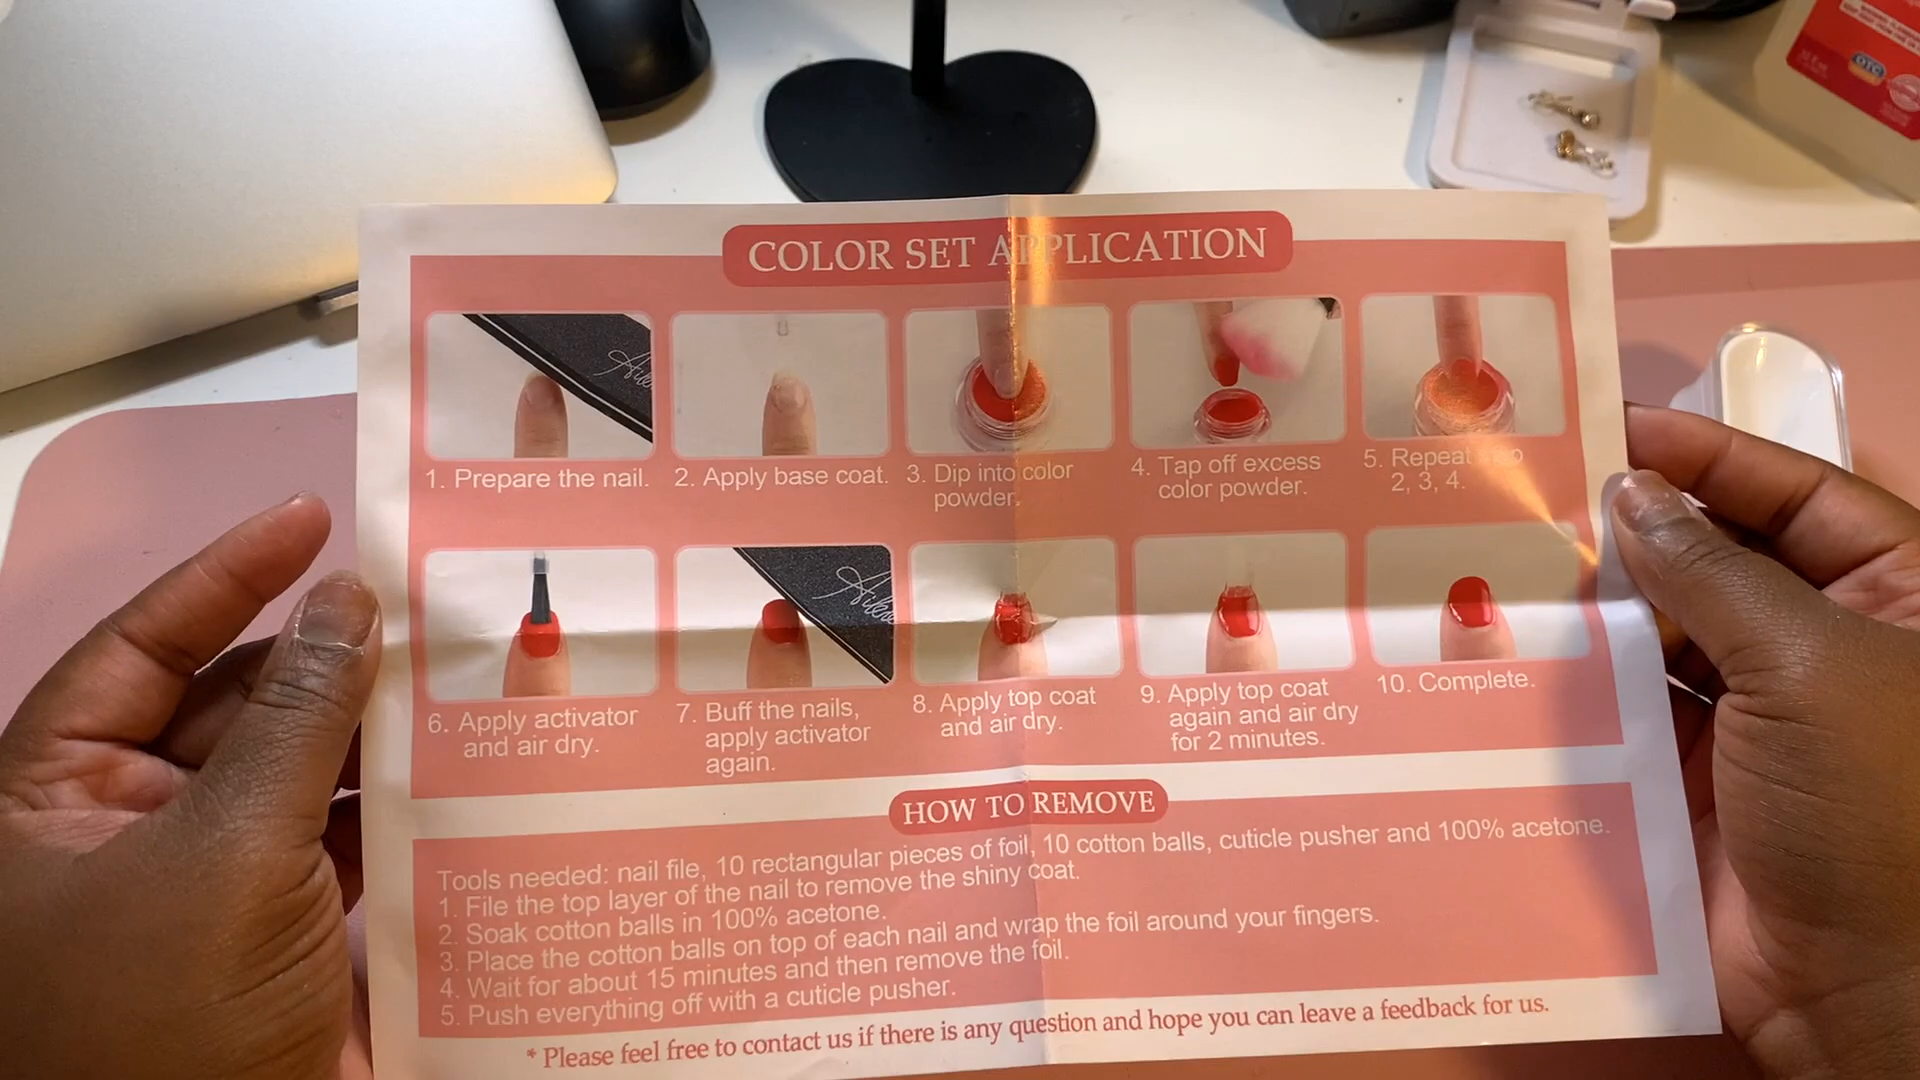 COLOR SET APPLICATION
1. Prepare the nail.
2. Apply base coat.
3. Dip into color
powder.
4. Tap off excess
color powder.
5. Repeat
2, 3, 4.
6. Apply activator
and air dry.
7. Buff the nails,
apply activator
again.
8. Apply top coat
and air dry.
9. Apply top coat
again and air dry
for 2 minutes.
10. Complete.
HOW TO REMOVE
Tools needed: nail file, 10 rectangular pieces of foil, 10 cotton balls, cuticle pusher and 100% acetone.
1. File the top layer of the nail to remove the shiny coat.
2. Soak cotton balls in 100% acetone.
3. Place the cotton balls on top of each nail and wrap the foil around your fingers.
4. Wait for about 15 minutes and then remove the foil.
5. Push everything off with a cuticle pusher.
* Please feel free to contact us if there is any question and hope you can leave a feedback for us.
OTC